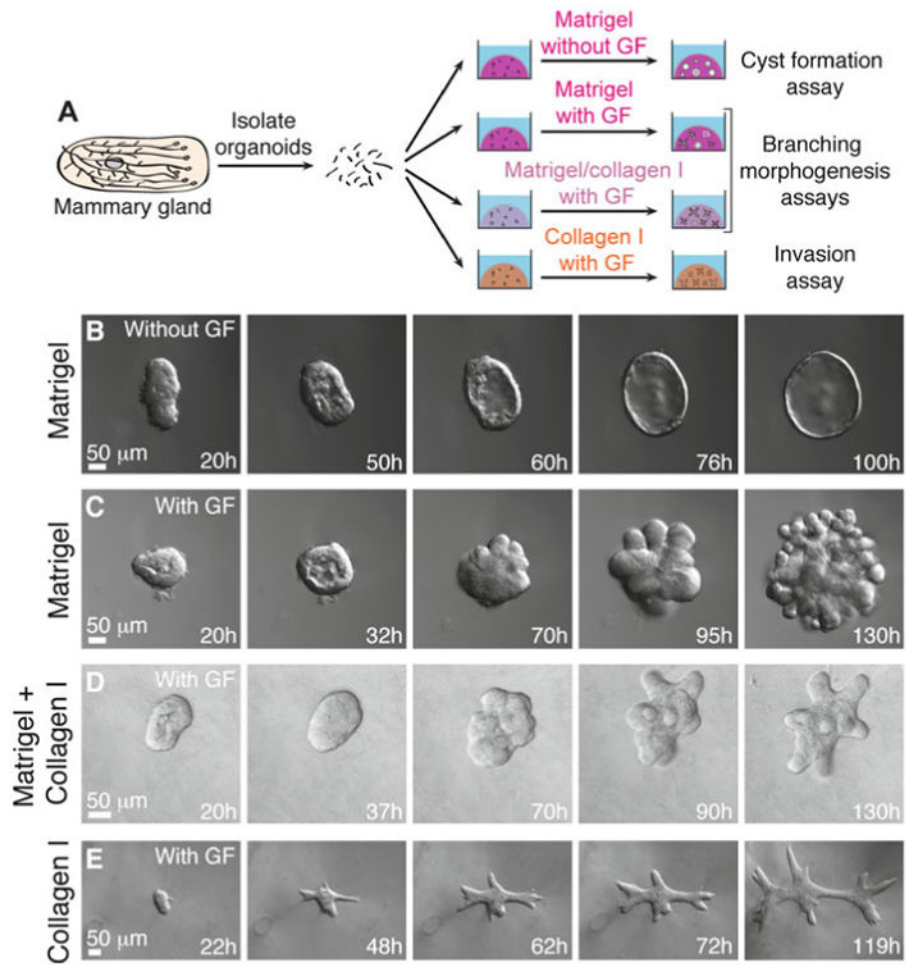 A
Mammary gland
Isolate
organoids
Matrigel
without GF
Cyst formation
assay
Matrigel
with GF
Matrigel/collagen I
with GF
Branching
morphogenesis
assays
Collagen I
with GF
Invasion
assay
Matrigel
B Without GF
50 μm
20h
50h
60h
76h
100h
Matrigel
C With GF
50 μm
20h
32h
70h
95h
130h
Matrigel +
Collagen I
D With GF
50 μm
20h
37h
70h
90h
130h
Collagen I
E With GF
50 μm
22h
48h
62h
72h
119h